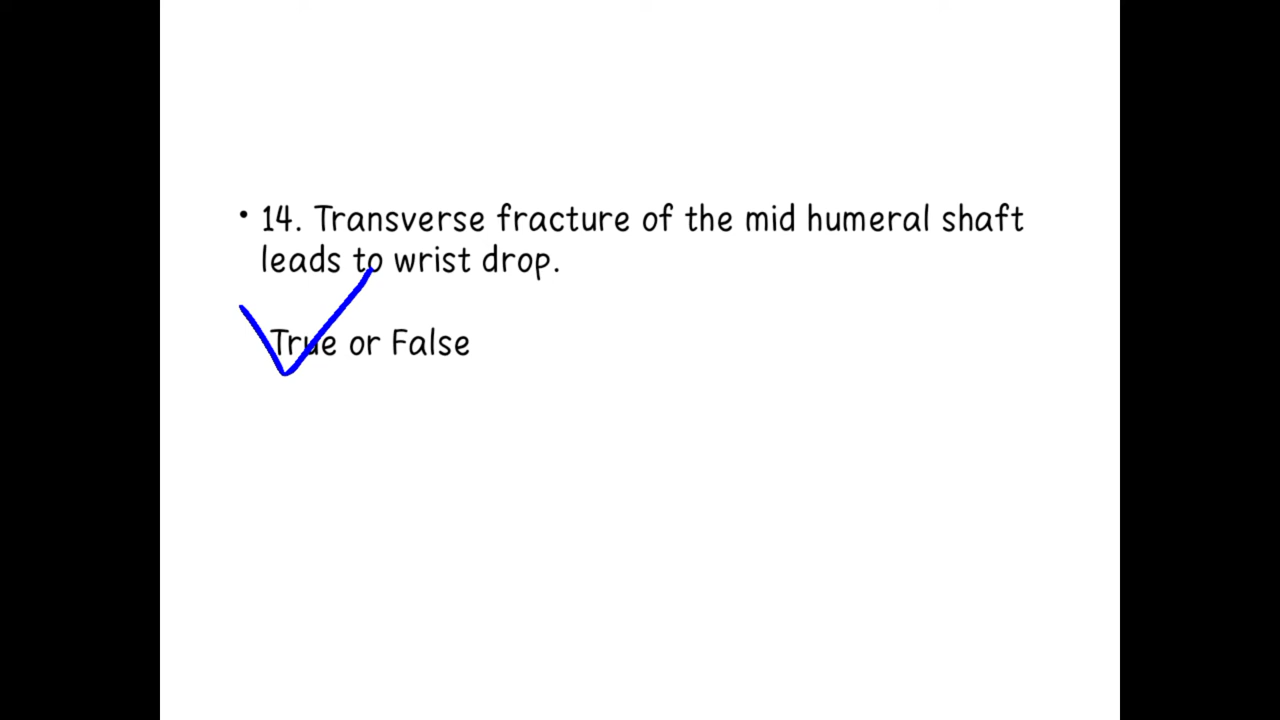 • 14. Transverse fracture of the mid humeral shaft
leads to wrist drop.
True or False